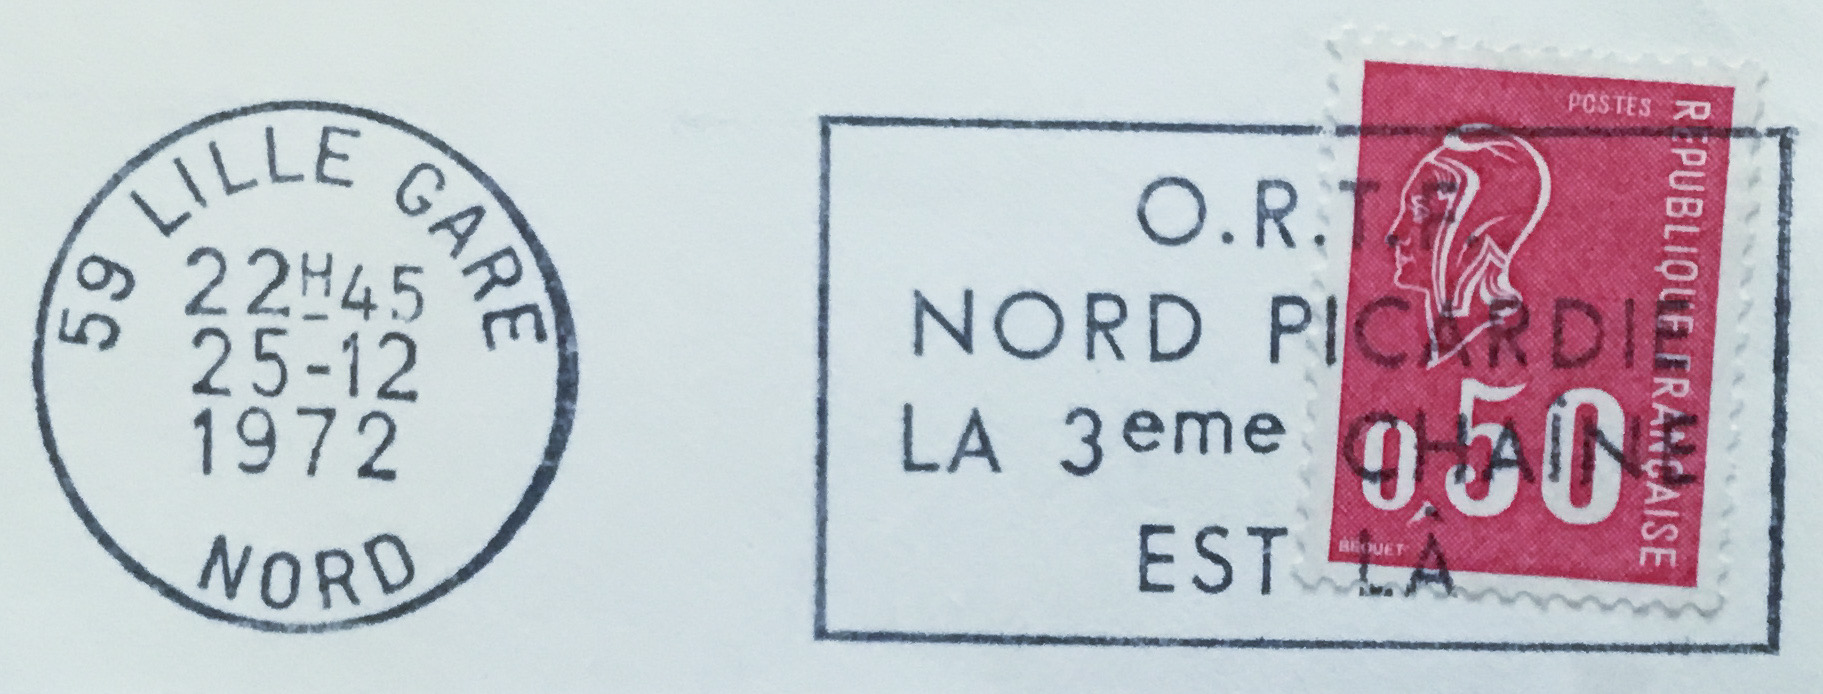 59 LILLE GARE
22H45
25-12
1972
NORD
O.R.T.F.
NORD PICARDIE
LA 3eme CHAINE
EST LÂ
POSTES
REPUBLIQUE FRANÇAISE
0,50
BEQUET